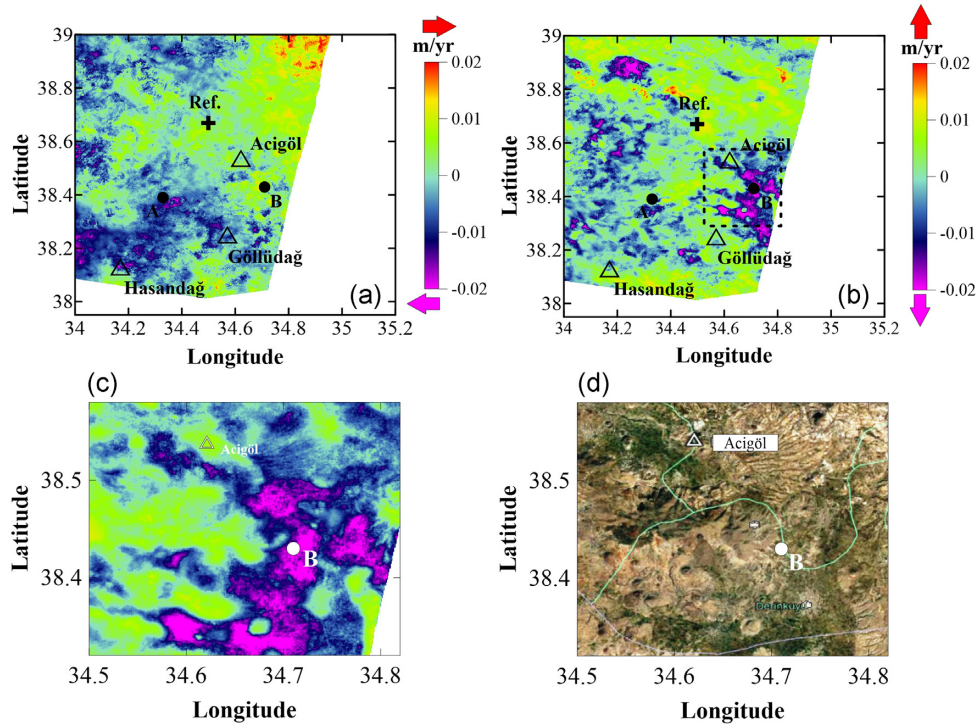 m/yr
39
38.8
38.6
38.4
38.2
38
Latitude
Ref.
Acigöl
A
B
Göllüdağ
Hasandağ
(a)
0.02
0.01
0
-0.01
-0.02
34 34.2 34.4 34.6 34.8 35 35.2
Longitude
m/yr
39
38.8
38.6
38.4
38.2
38
Latitude
Ref.
Acigöl
A
B
Göllüdağ
Hasandağ
(b)
0.02
0.01
0
-0.01
-0.02
34 34.2 34.4 34.6 34.8 35 35.2
Longitude
(c)
38.5
38.4
Latitude
Acigöl
B
34.5 34.6 34.7 34.8
Longitude
(d)
38.5
38.4
Latitude
Acigöl
B
Derinkuyu
34.5 34.6 34.7 34.8
Longitude